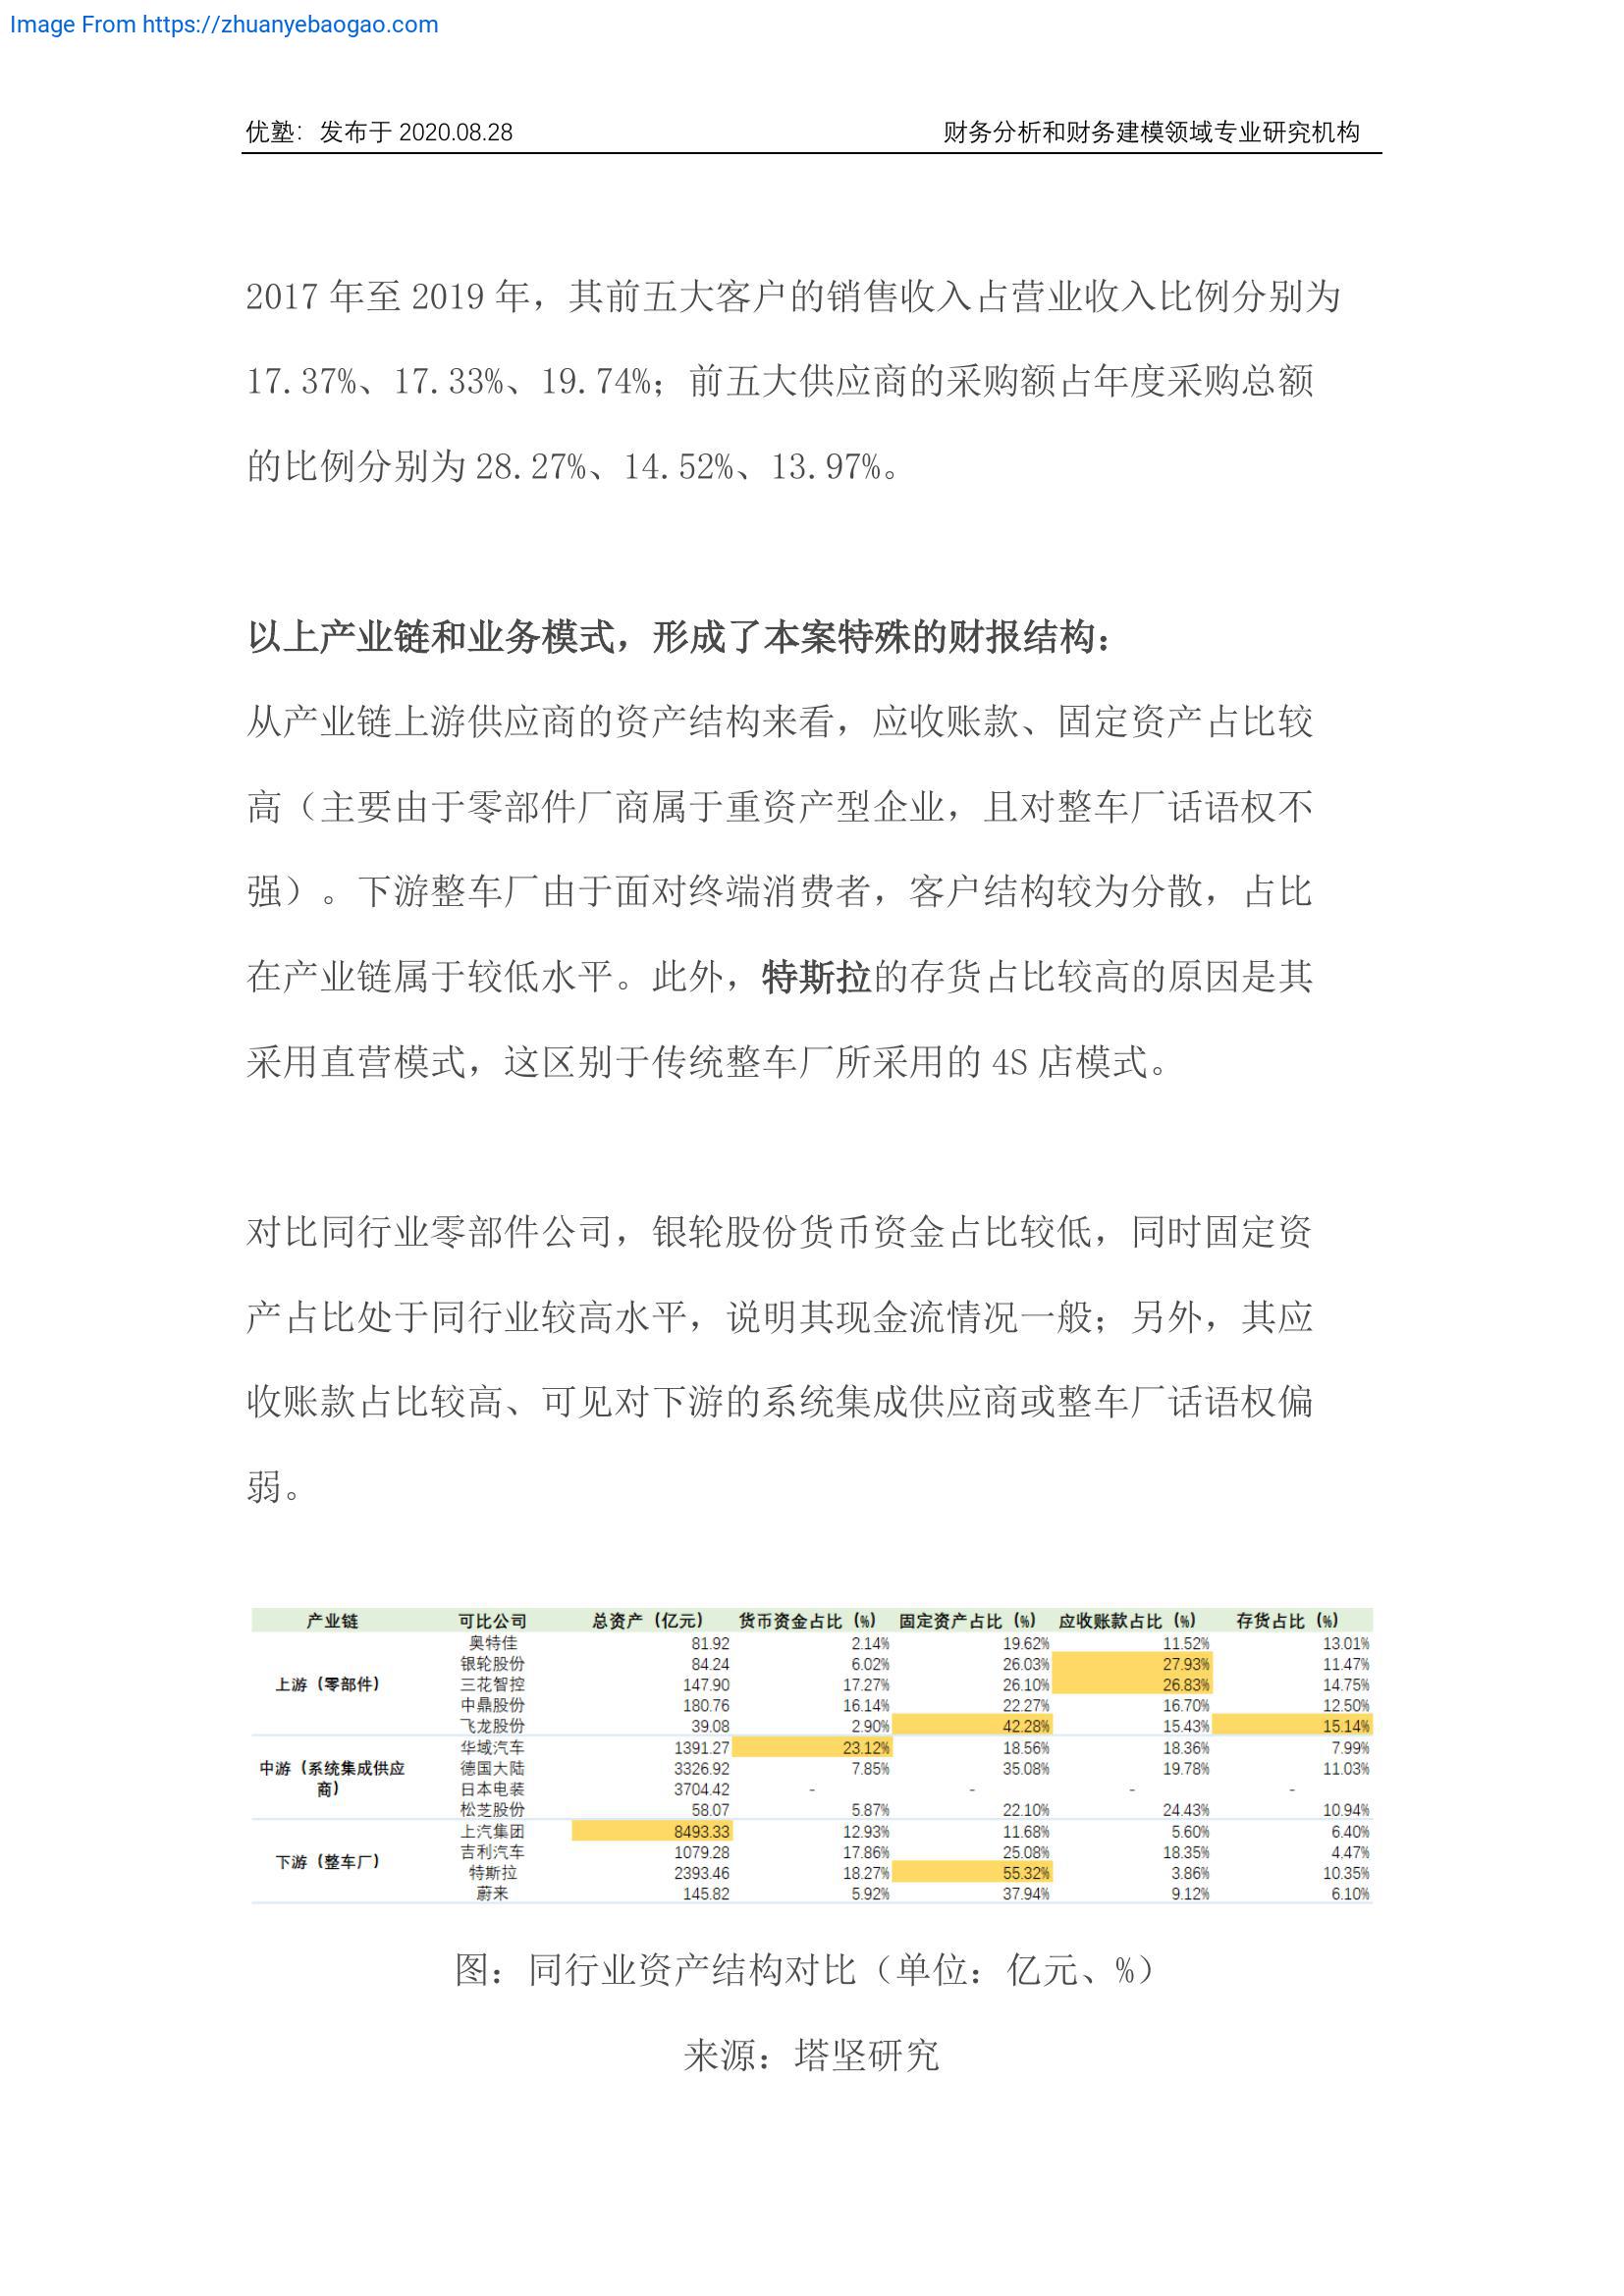 Image From https://zhuanyebaogao.com
优塾：发布于 2020.08.28 财务分析和财务建模领域专业研究机构
2017 年至 2019 年，其前五大客户的销售收入占营业收入比例分别为
17.37%、17.33%、19.74%；前五大供应商的采购额占年度采购总额
的比例分别为 28.27%、14.52%、13.97%。
以上产业链和业务模式，形成了本案特殊的财报结构：
从产业链上游供应商的资产结构来看，应收账款、固定资产占比较
高（主要由于零部件厂商属于重资产型企业，且对整车厂话语权不
强）。下游整车厂由于面对终端消费者，客户结构较为分散，占比
在产业链属于较低水平。此外，特斯拉的存货占比较高的原因是其
采用直营模式，这区别于传统整车厂所采用的 4S 店模式。
对比同行业零部件公司，银轮股份货币资金占比较低，同时固定资
产占比处于同行业较高水平，说明其现金流情况一般；另外，其应
收账款占比较高、可见对下游的系统集成供应商或整车厂话语权偏
弱。
产业链 可比公司 总资产（亿元） 货币资金占比（%） 固定资产占比（%） 应收账款占比（%） 存货占比（%）
奥特佳 81.92 2.14% 19.62% 11.52% 13.01%
银轮股份 84.24 6.02% 26.03% 27.93% 11.47%
上游（零部件） 三花智控 147.90 17.27% 26.10% 26.83% 14.75%
中鼎股份 180.76 16.14% 22.27% 16.70% 12.50%
飞龙股份 39.08 2.90% 42.28% 15.43% 15.14%
华域汽车 1391.27 23.12% 18.56% 18.36% 7.99%
中游（系统集成供应 德国大陆 3326.92 7.85% 35.08% 19.78% 11.03%
商） 日本电装 3704.42 - - - -
松芝股份 58.07 5.87% 22.10% 24.43% 10.94%
上汽集团 8493.33 12.93% 11.68% 5.60% 6.40%
吉利汽车 1079.28 17.86% 25.08% 18.35% 4.47%
下游（整车厂） 特斯拉 2393.46 18.27% 55.32% 3.86% 10.35%
蔚来 145.82 5.92% 37.94% 9.12% 6.10%
图：同行业资产结构对比（单位：亿元、%）
来源：塔坚研究